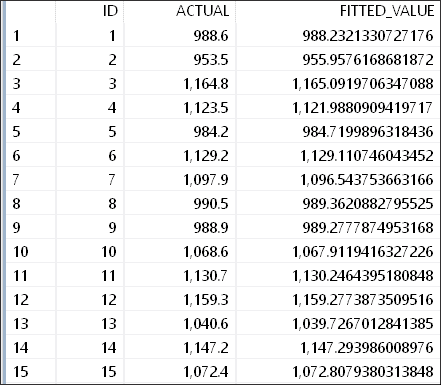 ID ACTUAL FITTED_VALUE
1 1 988.6 988.2321330727176
2 2 953.5 955.9576168681872
3 3 1,164.8 1,165.0919706347088
4 4 1,123.5 1,121.9880909419717
5 5 984.2 984.7199896318436
6 6 1,129.2 1,129.110746043452
7 7 1,097.9 1,096.543753663166
8 8 990.5 989.3620882795525
9 9 988.9 989.2777874953168
10 10 1,068.6 1,067.9119416327226
11 11 1,130.7 1,130.2464395180848
12 12 1,159.3 1,159.2773873509516
13 13 1,040.6 1,039.7267012841385
14 14 1,147.2 1,147.293986008976
15 15 1,072.4 1,072.8079380313848